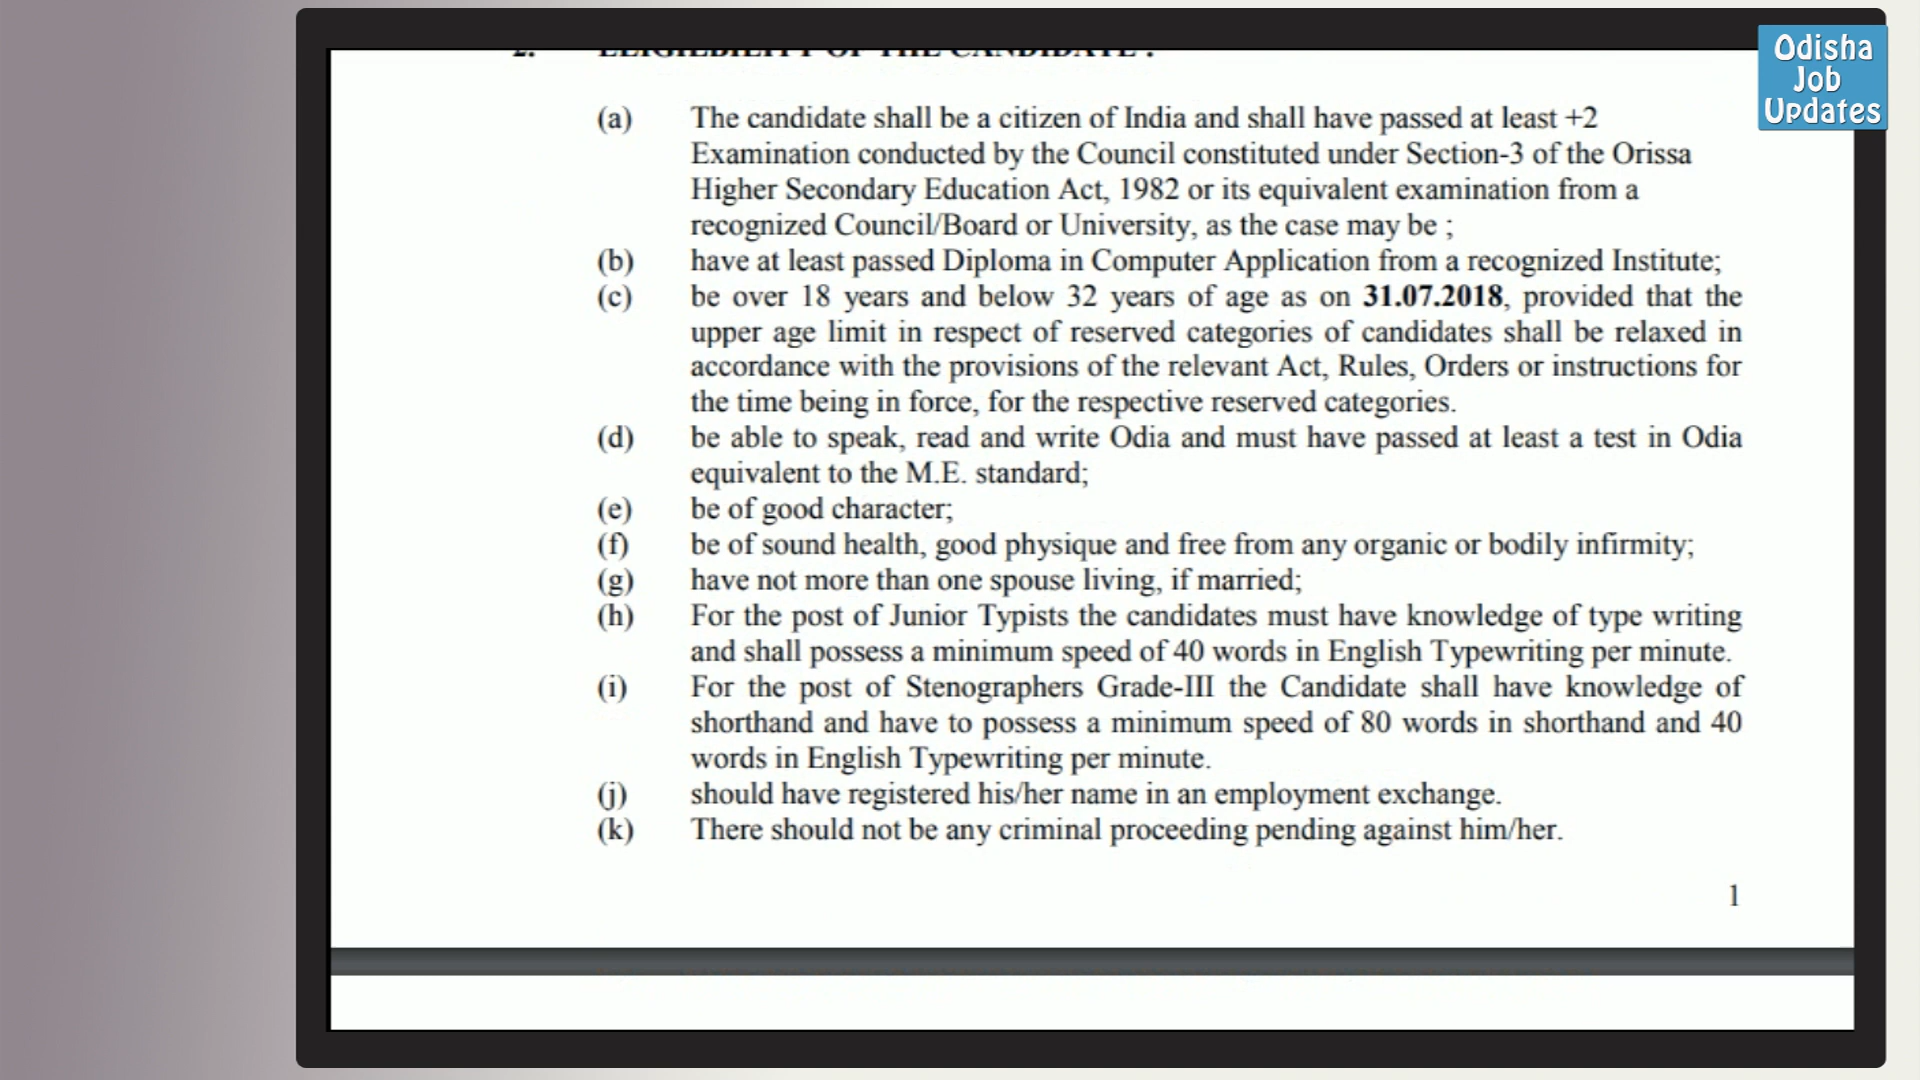 2. ELIGIEBILITY OF THE CANDIDATE :
Odisha
Job
Updates
(a) The candidate shall be a citizen of India and shall have passed at least +2
Examination conducted by the Council constituted under Section-3 of the Orissa
Higher Secondary Education Act, 1982 or its equivalent examination from a
recognized Council/Board or University, as the case may be ;
(b) have at least passed Diploma in Computer Application from a recognized Institute;
(c) be over 18 years and below 32 years of age as on 31.07.2018, provided that the
upper age limit in respect of reserved categories of candidates shall be relaxed in
accordance with the provisions of the relevant Act, Rules, Orders or instructions for
the time being in force, for the respective reserved categories.
(d) be able to speak, read and write Odia and must have passed at least a test in Odia
equivalent to the M.E. standard;
(e) be of good character;
(f) be of sound health, good physique and free from any organic or bodily infirmity;
(g) have not more than one spouse living, if married;
(h) For the post of Junior Typists the candidates must have knowledge of type writing
and shall possess a minimum speed of 40 words in English Typewriting per minute.
(i) For the post of Stenographers Grade-III the Candidate shall have knowledge of
shorthand and have to possess a minimum speed of 80 words in shorthand and 40
words in English Typewriting per minute.
(j) should have registered his/her name in an employment exchange.
(k) There should not be any criminal proceeding pending against him/her.
1